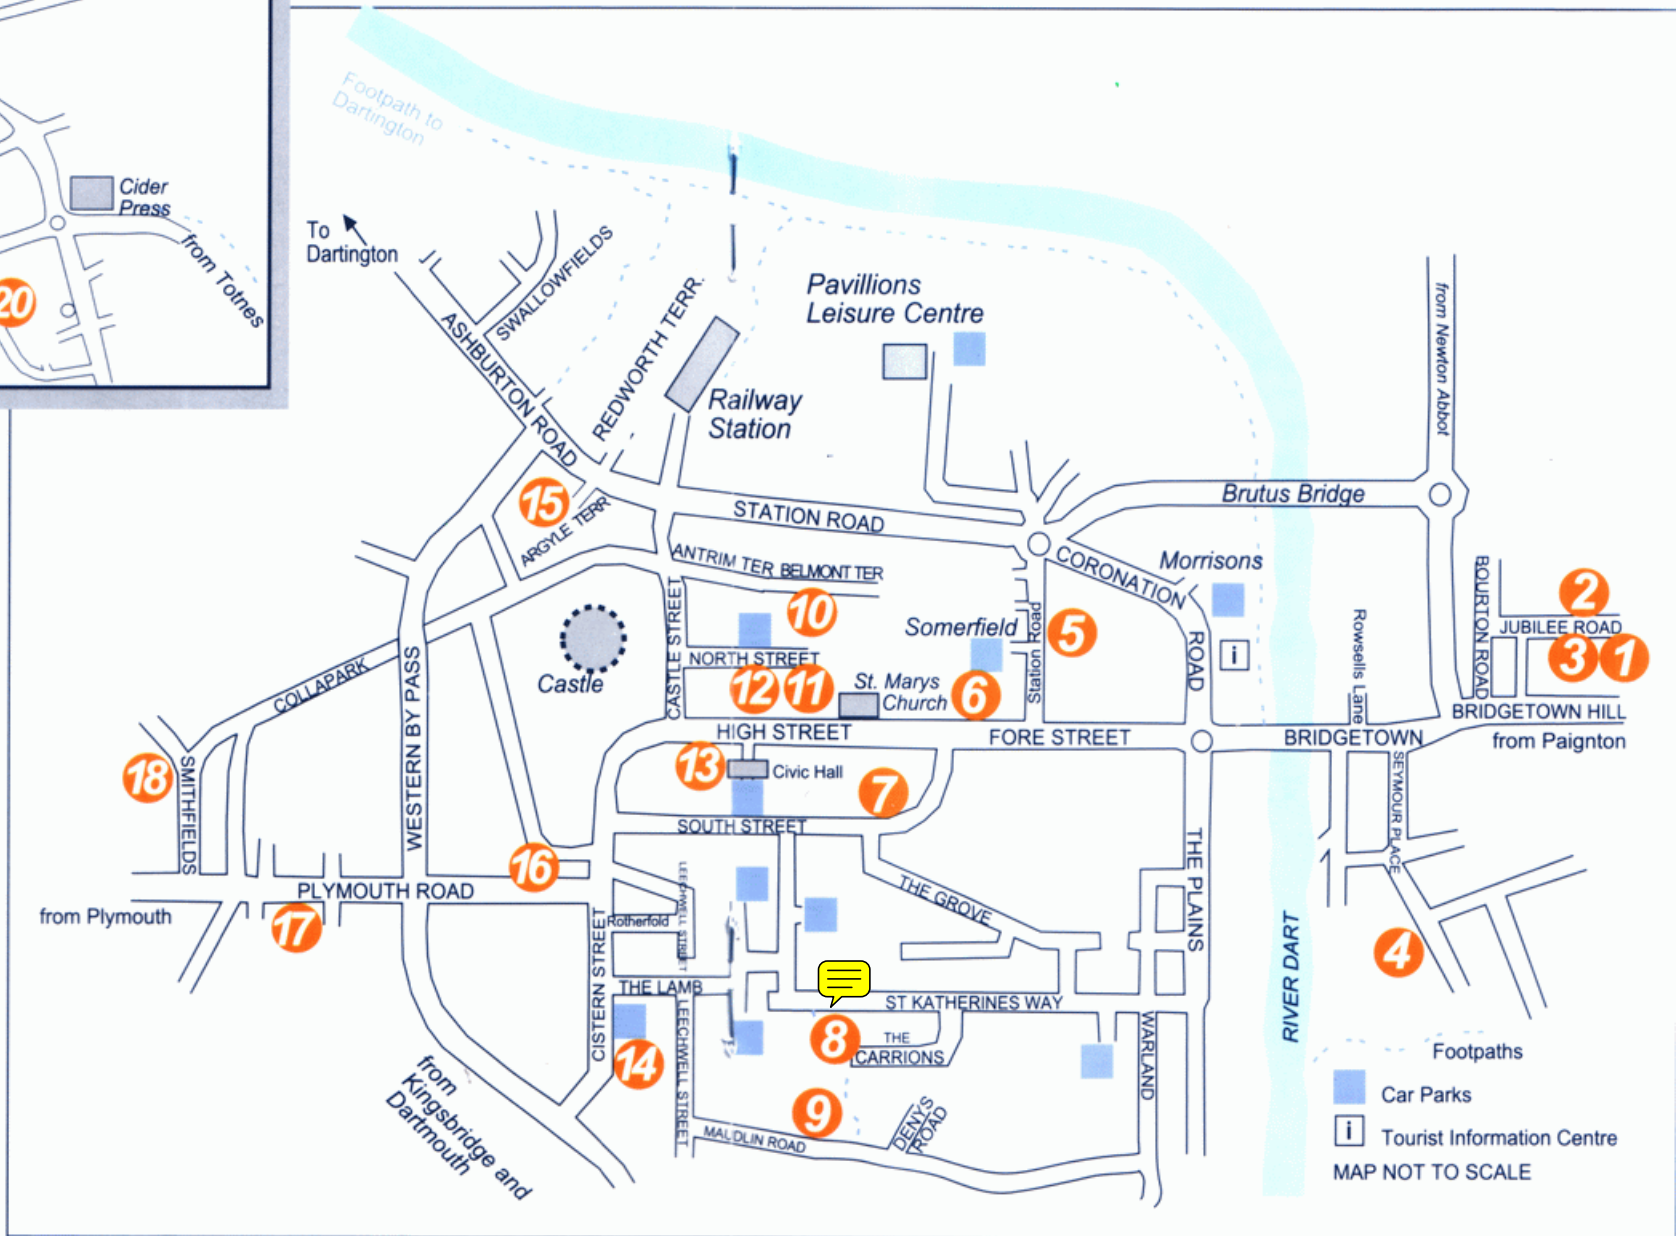 Footpath to
Dartington
Cider
Press
from Totnes
20
To
Dartington
SWALLOWFIELDS
ASHBURTON ROAD
REDWORTH TERR.
Pavillions
Leisure Centre
Railway
Station
from Newton Abbot
15
ARGYLE TERR
STATION ROAD
Brutus Bridge
ANTRIM TER
BELMONT TER
CORONATION
ROAD
Morrisons
BOURTON ROAD
2
JUBILEE ROAD
3
1
10
CASTLE STREET
Somerfield
Station Road
5
i
Rowsells Lane
NORTH STREET
Castle
12
11
St. Marys
Church
6
COLLAPARK
WESTERN BY PASS
HIGH STREET
FORE STREET
BRIDGETOWN
BRIDGETOWN HILL
from Paignton
18
SMITHFIELDS
13
Civic Hall
7
SEYMOUR PLACE
SOUTH STREET
16
PLYMOUTH ROAD
from Plymouth
17
LEECHWELL STREET
THE GROVE
THE PLAINS
Rotherfold
CISTERN STREET
RIVER DART
4
THE LAMB
ST KATHERINES WAY
8
THE
CARRIONS
14
LEECHWELL STREET
WARLAND
9
MAUDLIN ROAD
DENYS
ROAD
from
Kingsbridge and
Dartmouth
Footpaths
Car Parks
i
Tourist Information Centre
MAP NOT TO SCALE